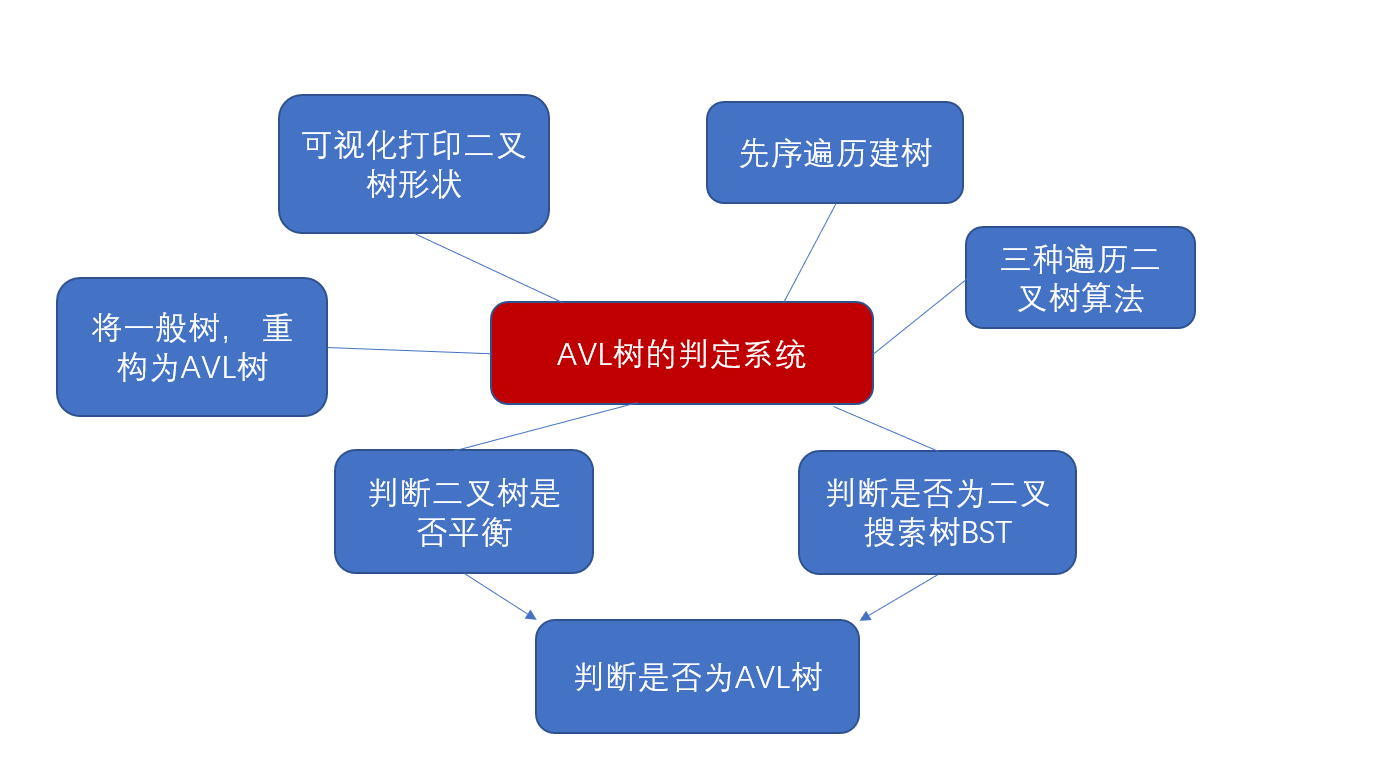 可视化打印二叉
树形状
先序遍历建树
三种遍历二
叉树算法
将一般树， 重
构为AVL树
AVL树的判定系统
判断二叉树是
否平衡
判断是否为二叉
搜索树BST
判断是否为AVL树